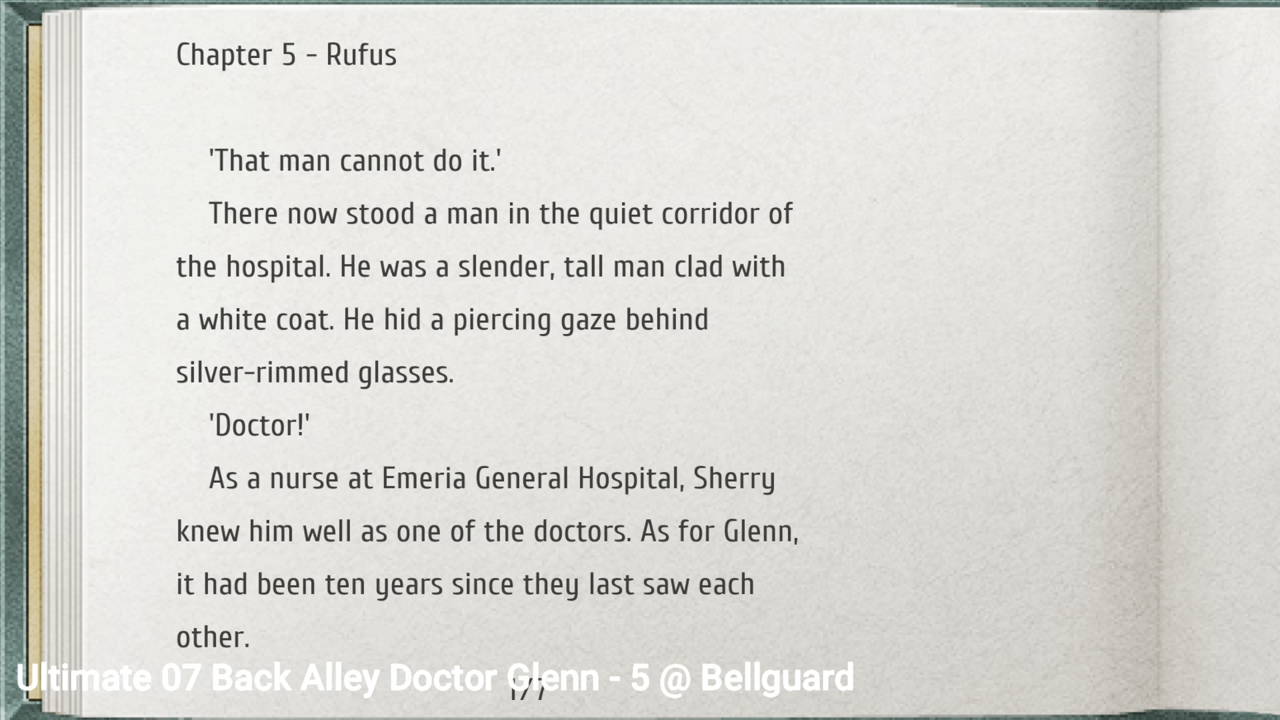 Chapter 5 - Rufus
'That man cannot do it.'
There now stood a man in the quiet corridor of
the hospital. He was a slender, tall man clad with
a white coat. He hid a piercing gaze behind
silver-rimmed glasses.
'Doctor!'
As a nurse at Emeria General Hospital, Sherry
knew him well as one of the doctors. As for Glenn,
it had been ten years since they last saw each
other.
Ultimate 07 Back Alley Doctor Glenn - 5 @ Bellguard